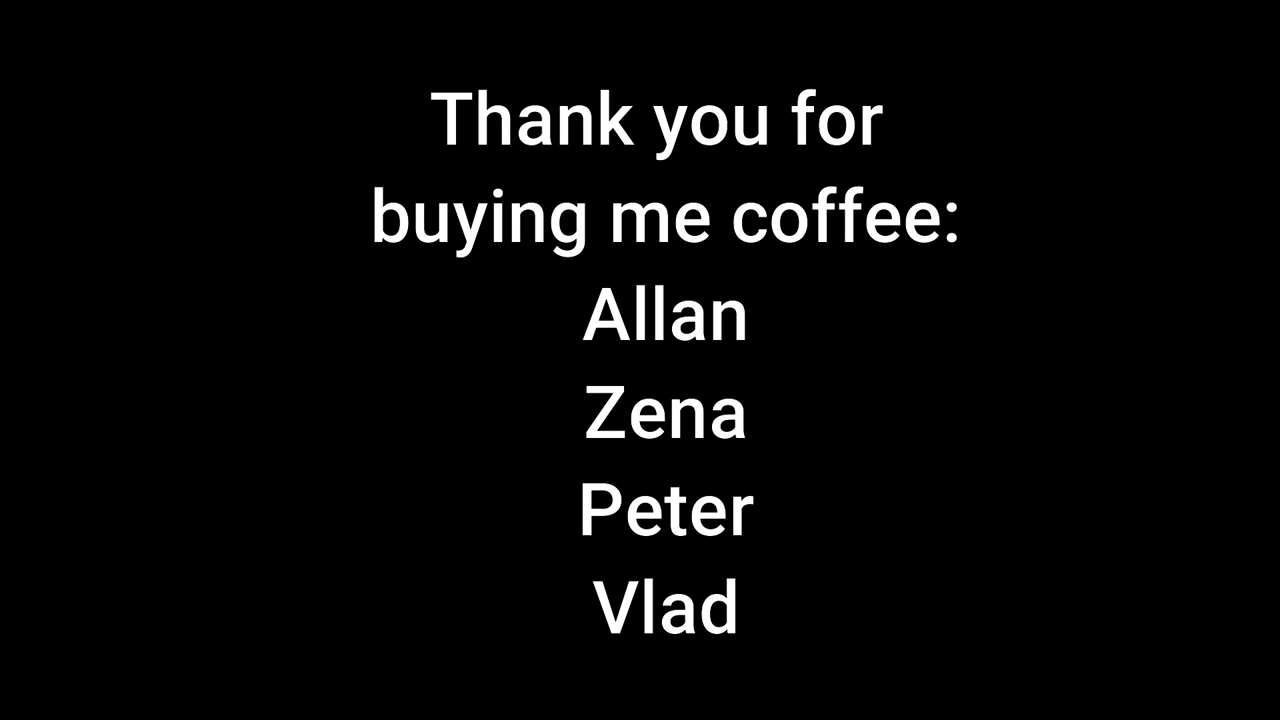 Thank you for
buying me coffee:
Allan
Zena
Peter
Vlad